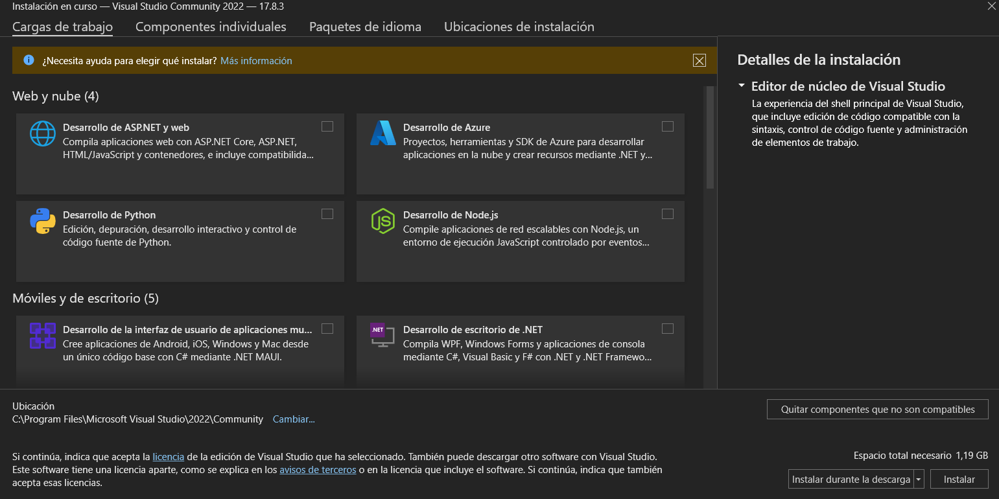 Instalación en curso — Visual Studio Community 2022 — 17.8.3
Cargas de trabajo
Componentes individuales
Paquetes de idioma
Ubicaciones de instalación
¿Necesita ayuda para elegir qué instalar? Más información
Web y nube (4)
Desarrollo de ASP.NET y web
Compila aplicaciones web con ASP.NET Core, ASP.NET,
HTML/JavaScript y contenedores, e incluye compatibilida...
Desarrollo de Azure
Proyectos, herramientas y SDK de Azure para desarrollar
aplicaciones en la nube y crear recursos mediante .NET y...
Desarrollo de Python
Edición, depuración, desarrollo interactivo y control de
código fuente de Python.
JS
Desarrollo de Node.js
Compile aplicaciones de red escalables con Node.js, un
entorno de ejecución JavaScript controlado por eventos...
Móviles y de escritorio (5)
Desarrollo de la interfaz de usuario de aplicaciones mu...
Cree aplicaciones de Android, iOS, Windows y Mac desde
un único código base con C# mediante .NET MAUI.
.NET
Desarrollo de escritorio de .NET
Compila WPF, Windows Forms y aplicaciones de consola
mediante C#, Visual Basic y F# con .NET y .NET Framewo...
Detalles de la instalación
Editor de núcleo de Visual Studio
La experiencia del shell principal de Visual Studio,
que incluye edición de código compatible con la
sintaxis, control de código fuente y administración
de elementos de trabajo.
Ubicación
C:\Program Files\Microsoft Visual Studio\2022\Community Cambiar...
Quitar componentes que no son compatibles
Si continúa, indica que acepta la licencia de la edición de Visual Studio que ha seleccionado. También puede descargar otro software con Visual Studio.
Este software tiene una licencia aparte, como se explica en los avisos de terceros o en la licencia que incluye el software. Si continúa, indica que también
acepta esas licencias.
Espacio total necesario 1,19 GB
Instalar durante la descarga
Instalar